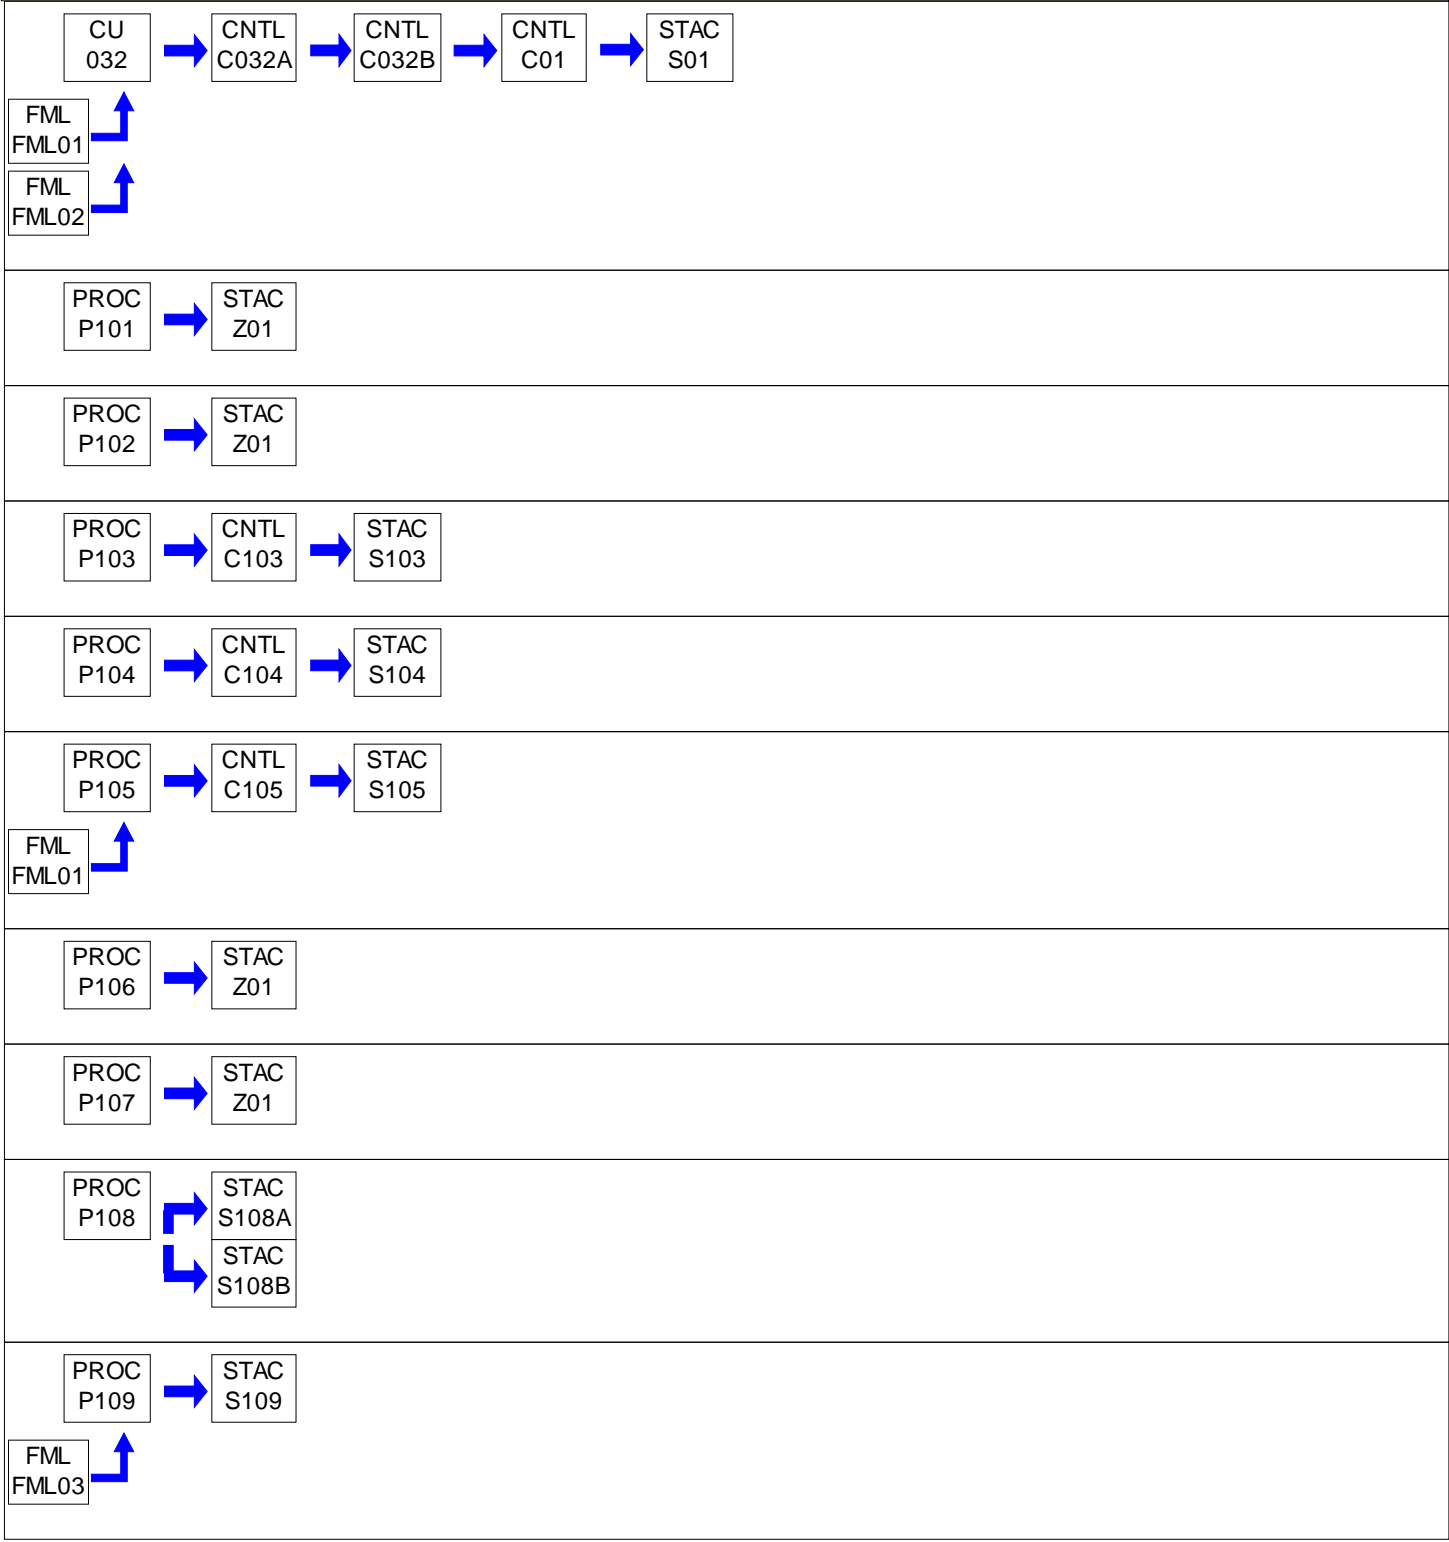 CU
032
CNTL
C032A
CNTL
C032B
CNTL
C01
STAC
S01
FML
FML01
FML
FML02
PROC
P101
STAC
Z01
PROC
P102
STAC
Z01
PROC
P103
CNTL
C103
STAC
S103
PROC
P104
CNTL
C104
STAC
S104
PROC
P105
CNTL
C105
STAC
S105
FML
FML01
PROC
P106
STAC
Z01
PROC
P107
STAC
Z01
PROC
P108
STAC
S108A
STAC
S108B
PROC
P109
STAC
S109
FML
FML03